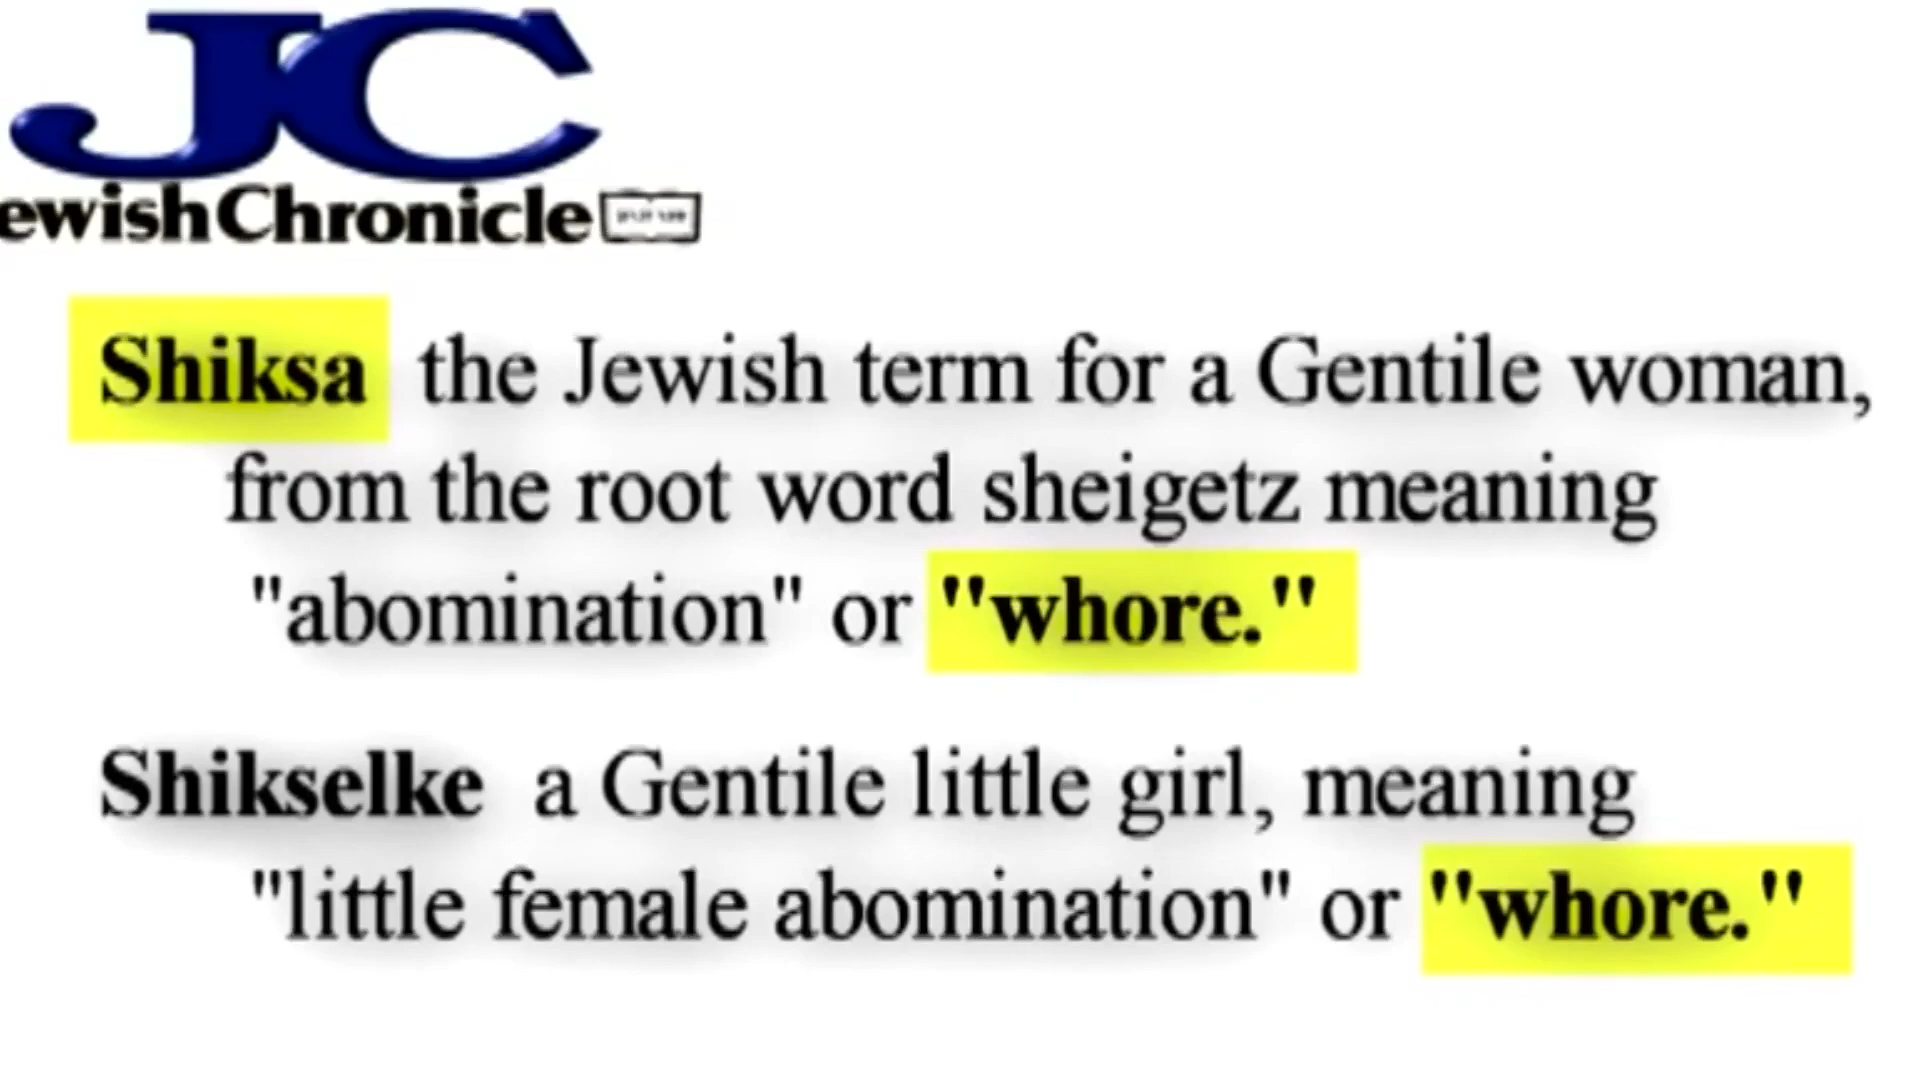 JC
ewishChronicle
Shiksa the Jewish term for a Gentile woman,
from the root word sheigetz meaning
"abomination" or "whore."
Shikselke a Gentile little girl, meaning
"little female abomination" or "whore."